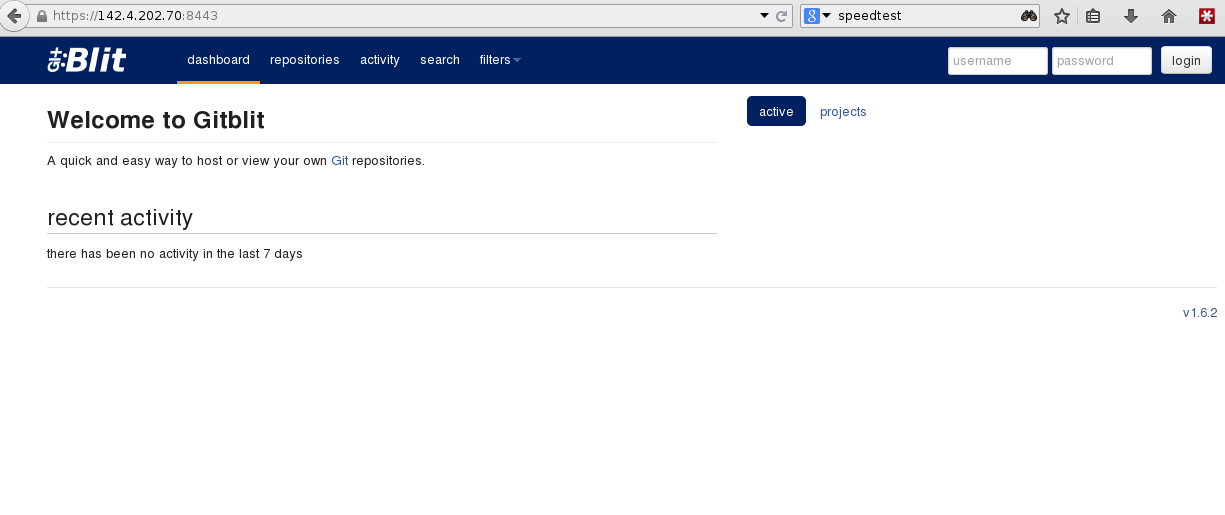 https://142.4.202.70:8443
speedtest
git:Blit
dashboard repositories activity search filters
username password login
Welcome to Gitblit
active projects
A quick and easy way to host or view your own Git repositories.
recent activity
there has been no activity in the last 7 days
v1.6.2